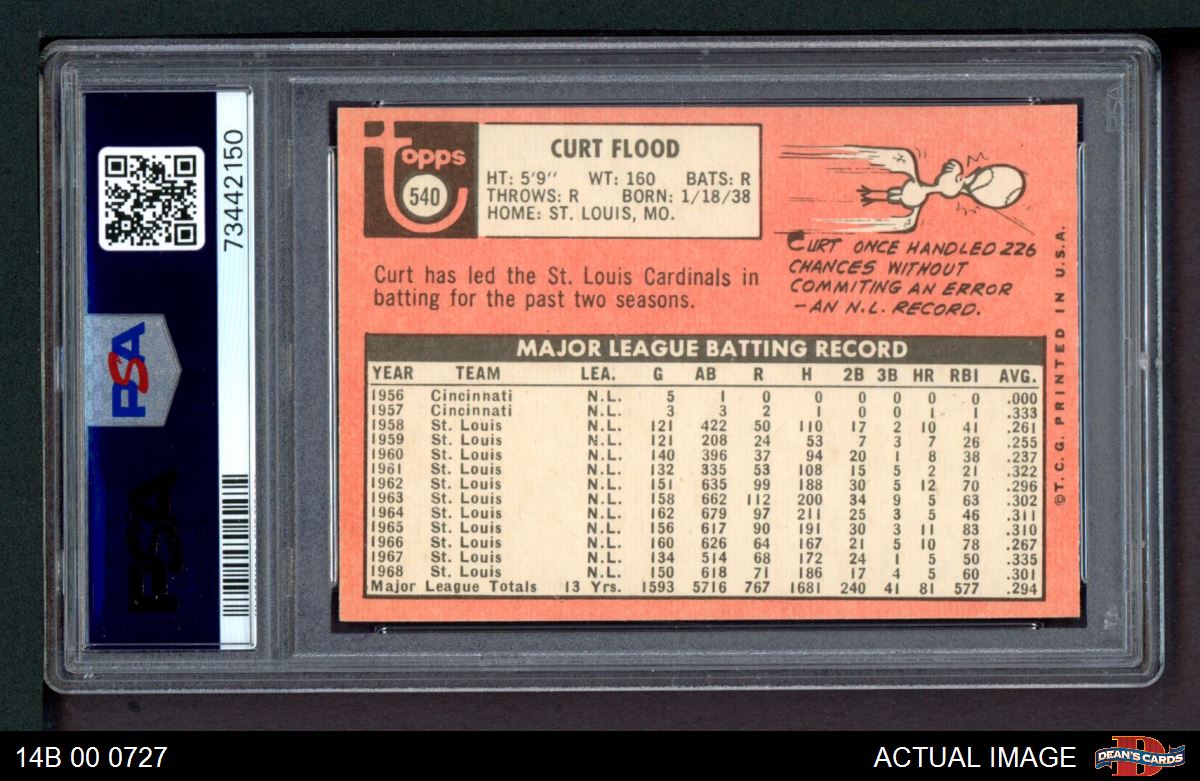 73442150
PSA
PSA
PSA
topps
540
CURT FLOOD
HT: 5'9" WT: 160 BATS: R
THROWS: R BORN: 1/18/38
HOME: ST. LOUIS, MO.
Curt has led the St. Louis Cardinals in
batting for the past two seasons.
CURT ONCE HANDLED 226
CHANCES WITHOUT
COMMITING AN ERROR
—AN N.L. RECORD.
MAJOR LEAGUE BATTING RECORD
YEAR TEAM LEA. G AB R H 2B 3B HR RBI AVG.
1956 Cincinnati N.L. 5 1 0 0 0 0 0 0 .000
1957 Cincinnati N.L. 3 3 2 1 0 0 1 1 .333
1958 St. Louis N.L. 121 422 50 110 17 2 10 41 .261
1959 St. Louis N.L. 121 208 24 53 7 3 7 26 .255
1960 St. Louis N.L. 140 396 37 94 20 1 8 38 .237
1961 St. Louis N.L. 132 335 53 108 15 5 2 21 .322
1962 St. Louis N.L. 151 635 99 188 30 5 12 70 .296
1963 St. Louis N.L. 158 662 112 200 34 9 5 63 .302
1964 St. Louis N.L. 162 679 97 211 25 3 5 46 .311
1965 St. Louis N.L. 156 617 90 191 30 3 11 83 .310
1966 St. Louis N.L. 160 626 64 167 21 5 10 78 .267
1967 St. Louis N.L. 134 514 68 172 24 1 5 50 .335
1968 St. Louis N.L. 150 618 71 186 17 4 5 60 .301
Major League Totals 13 Yrs. 1593 5716 767 1681 240 41 81 577 .294
©T.C.G. PRINTED IN U.S.A.
14B 00 0727
ACTUAL IMAGE
DEAN'S CARDS